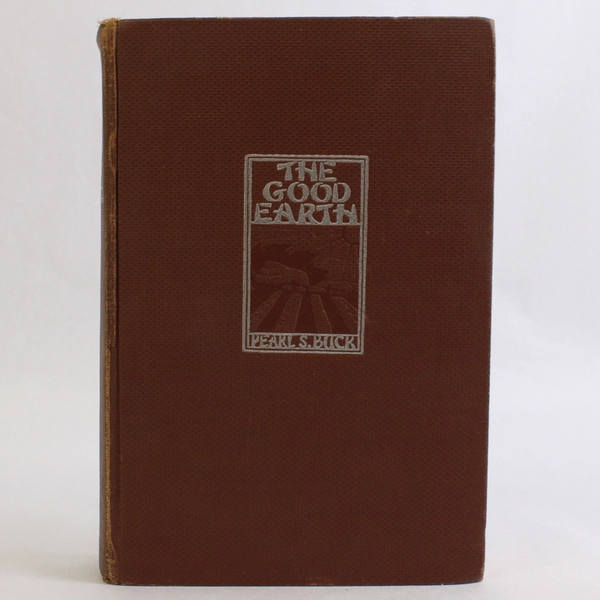 THE
GOOD
EARTH
PEARL S. BUCK